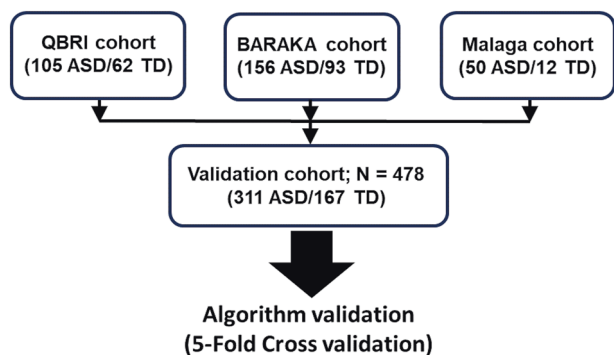 QBRI cohort
(105 ASD/62 TD)
BARAKA cohort
(156 ASD/93 TD)
Malaga cohort
(50 ASD/12 TD)
Validation cohort; N = 478
(311 ASD/167 TD)
Algorithm validation
(5-Fold Cross validation)